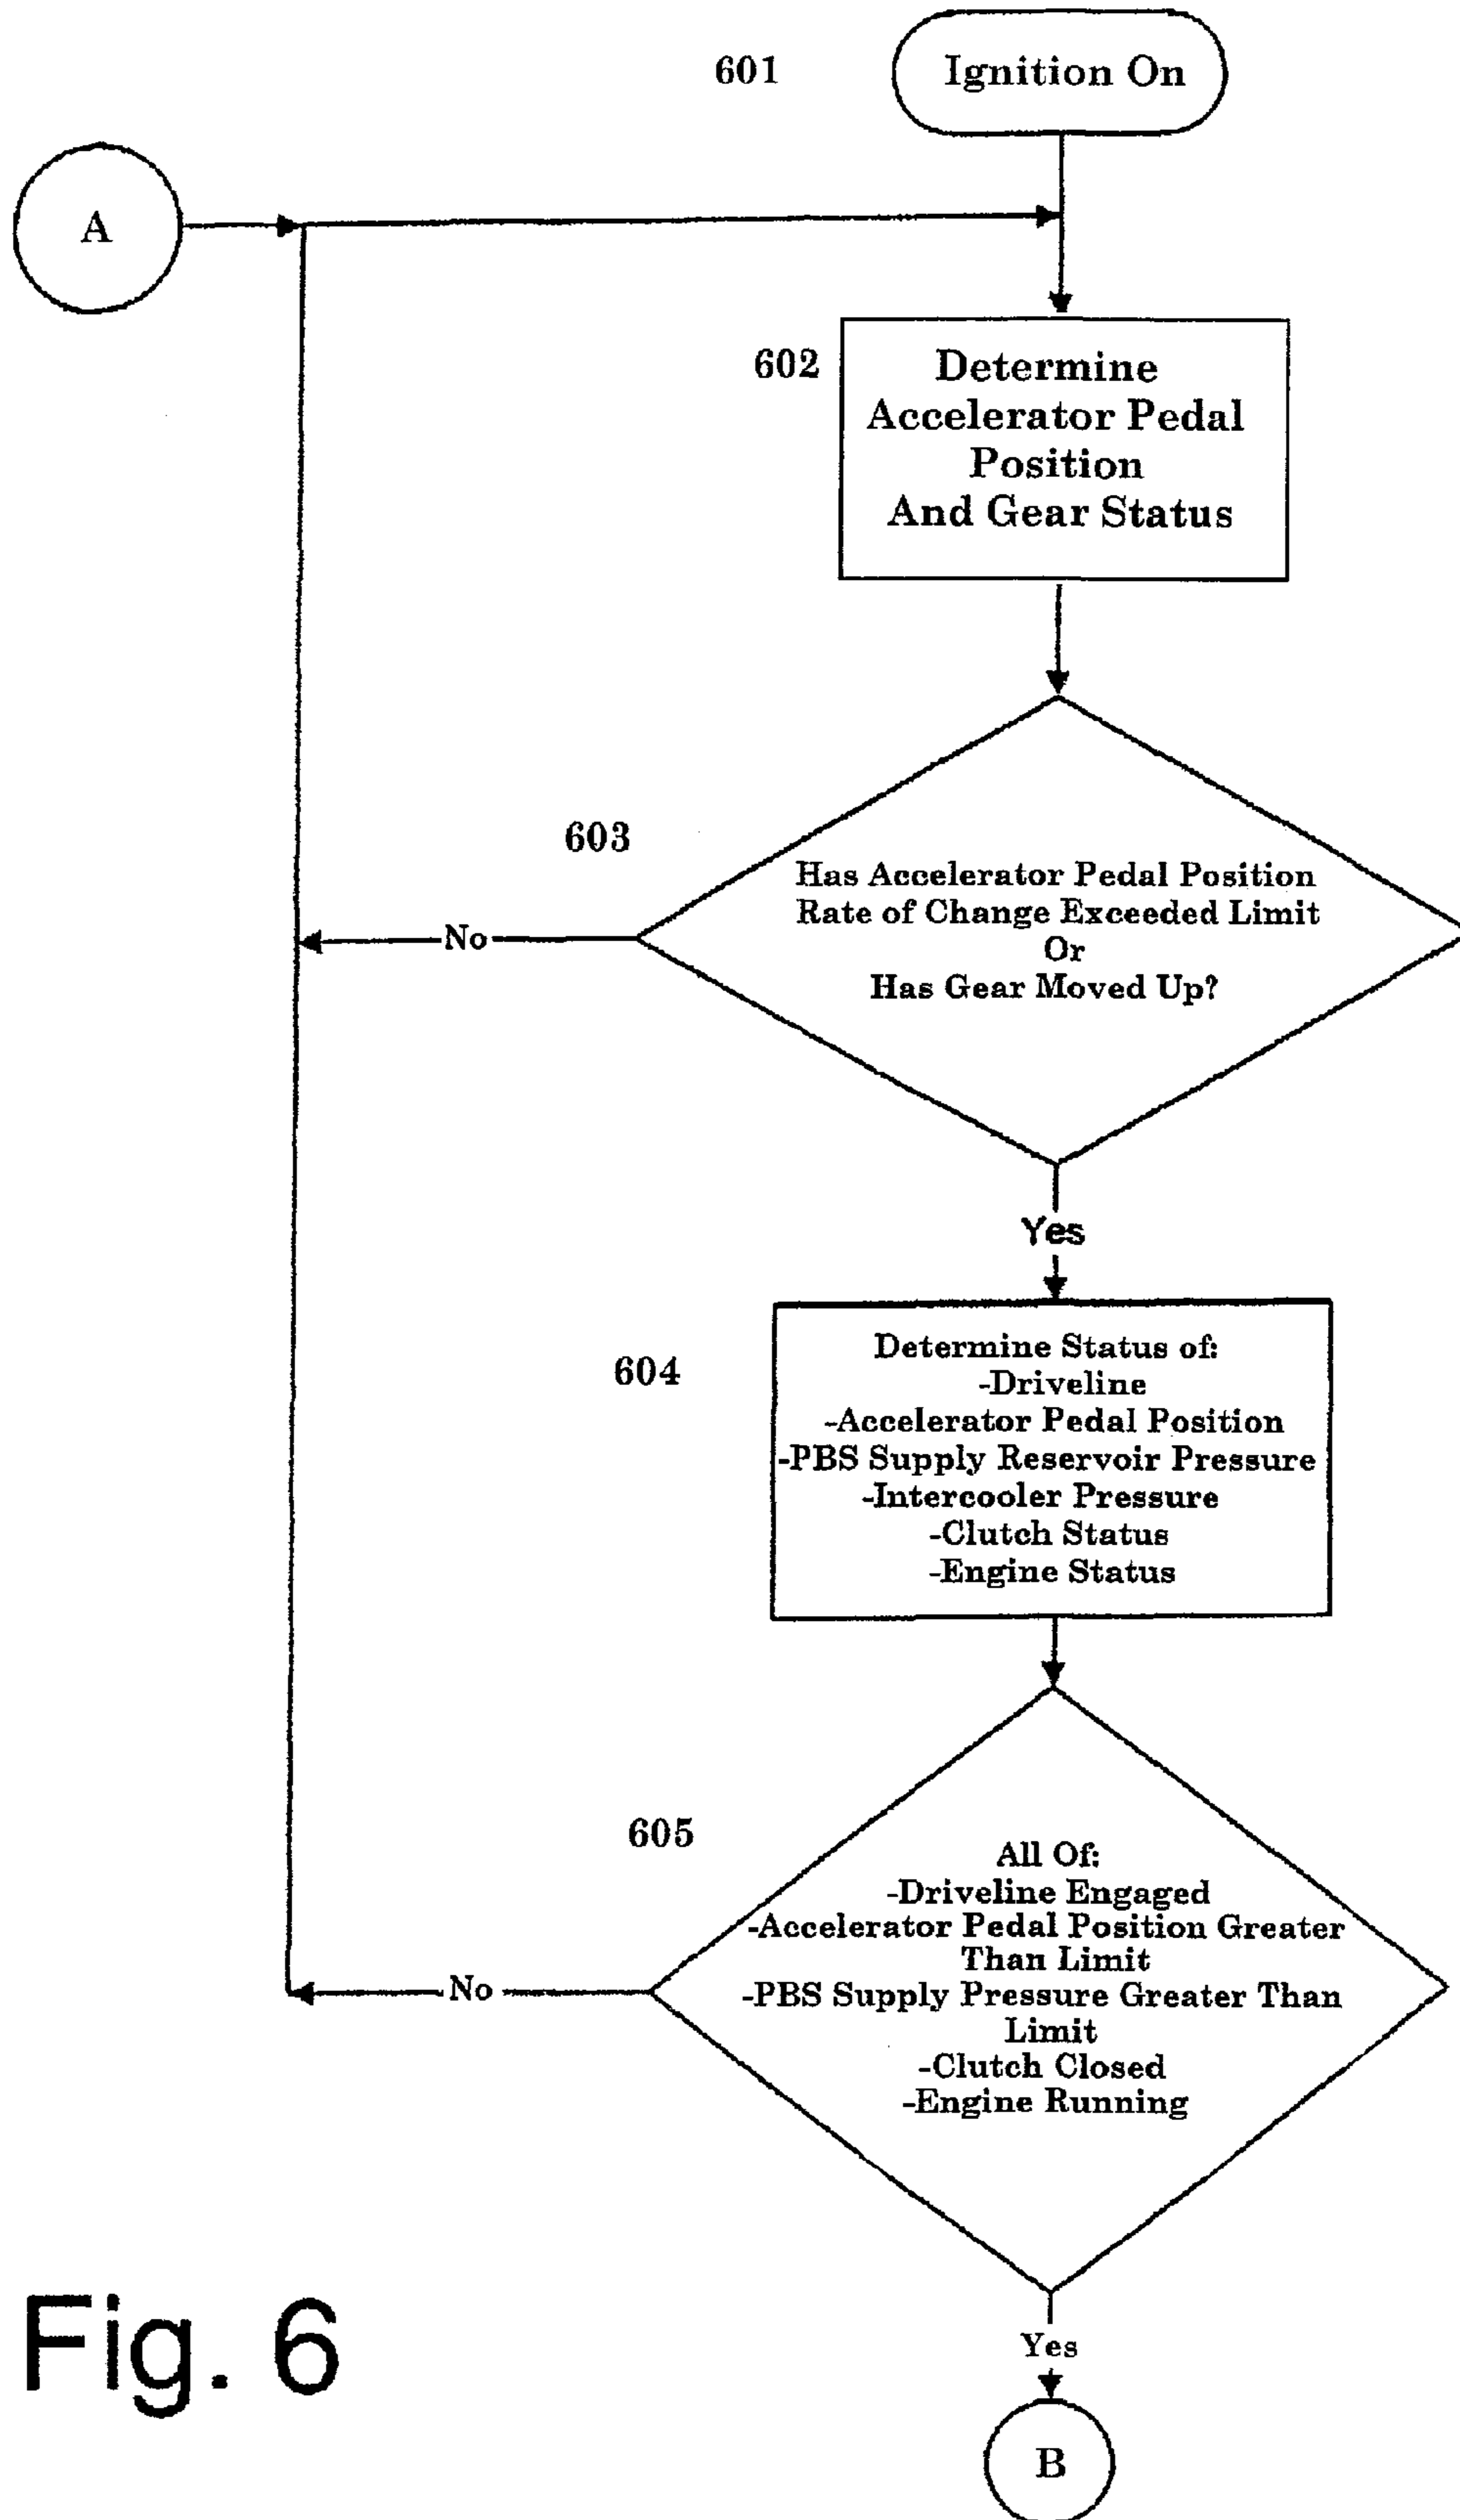 601
Ignition On
A
602
Determine
Accelerator Pedal
Position
And Gear Status
603
Has Accelerator Pedal Position
Rate of Change Exceeded Limit
Or
Has Gear Moved Up?
No
Yes
604
Determine Status of:
-Driveline
-Accelerator Pedal Position
-PBS Supply Reservoir Pressure
-Intercooler Pressure
-Clutch Status
-Engine Status
605
All Of:
-Driveline Engaged
-Accelerator Pedal Position Greater
Than Limit
-PBS Supply Pressure Greater Than
Limit
-Clutch Closed
-Engine Running
No
Yes
B
Fig. 6